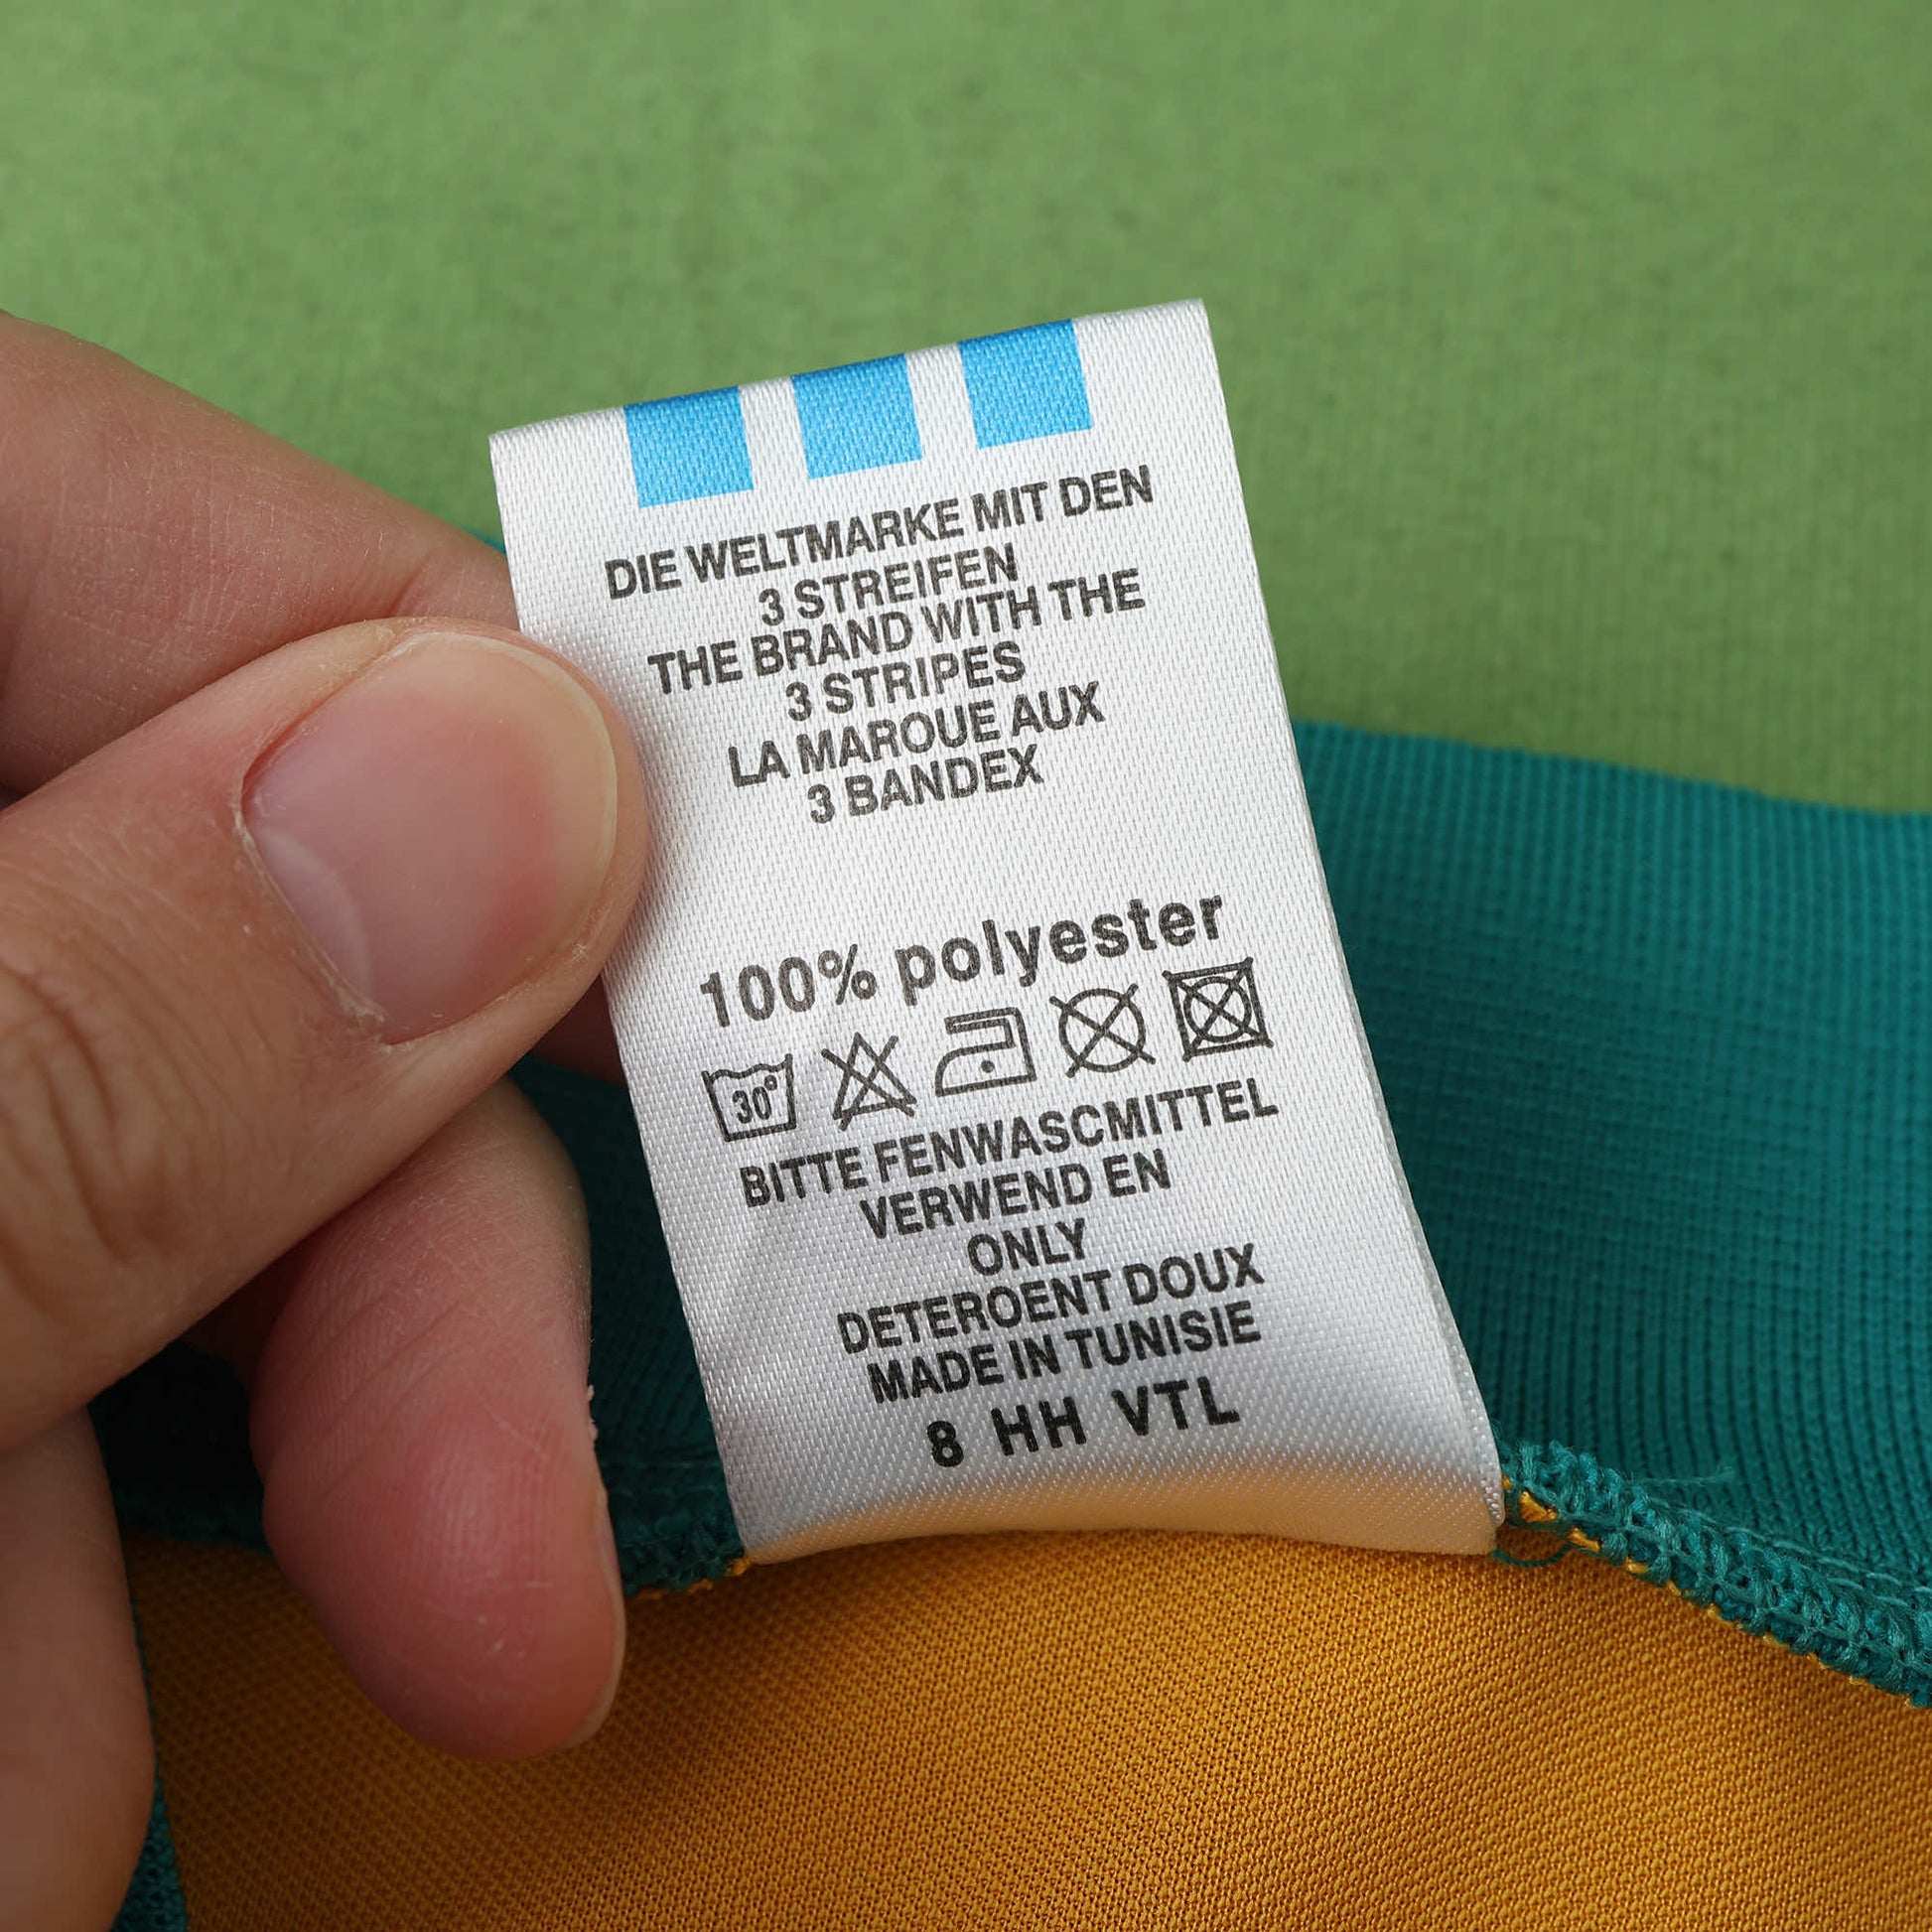 DIE WELTMARKE MIT DEN
3 STREIFEN
THE BRAND WITH THE
3 STRIPES
LA MAROUE AUX
3 BANDEX
100% polyester
30°
BITTE FENWASCMITTEL
VERWEND EN
ONLY
DETEROENT DOUX
MADE IN TUNISIE
8 HH VTL